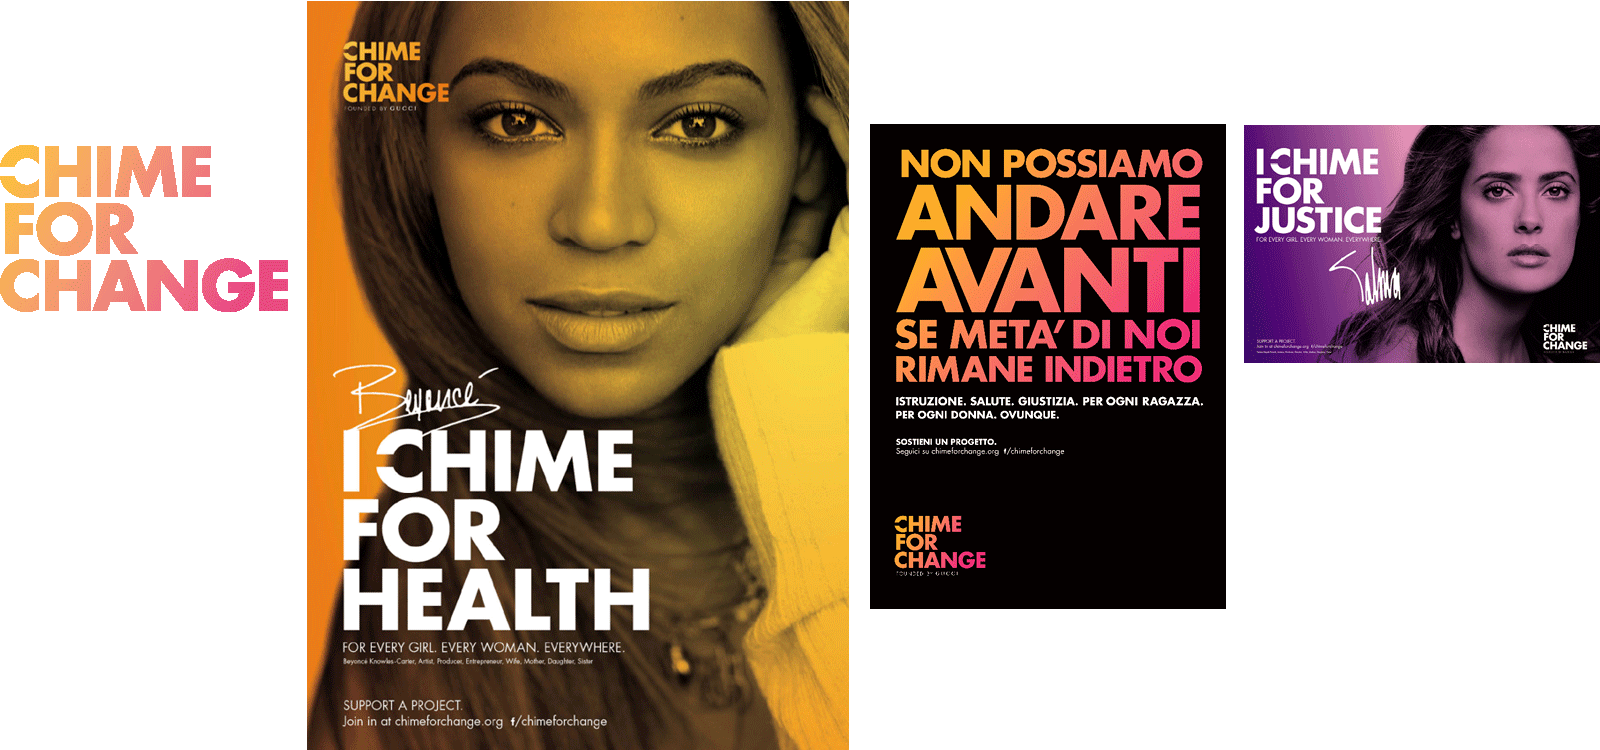 CHIME
FOR
CHANGE
CHIME
FOR
CHANGE
FOUNDED BY GUCCI
Beyoncé
I CHIME
FOR
HEALTH
FOR EVERY GIRL. EVERY WOMAN. EVERYWHERE.
Beyoncé Knowles-Carter, Artist, Producer, Entrepreneur, Wife, Mother, Daughter, Sister
SUPPORT A PROJECT.
Join in at chimeforchange.org f/chimeforchange
NON POSSIAMO
ANDARE
AVANTI
SE META' DI NOI
RIMANE INDIETRO
ISTRUZIONE. SALUTE. GIUSTIZIA. PER OGNI RAGAZZA.
PER OGNI DONNA. OVUNQUE.
SOSTIENI UN PROGETTO.
Seguici su chimeforchange.org f/chimeforchange
CHIME
FOR
CHANGE
FOUNDED BY GUCCI
I CHIME
FOR
JUSTICE
FOR EVERY GIRL. EVERY WOMAN. EVERYWHERE.
Salma
SUPPORT A PROJECT.
Join in at chimeforchange.org f/chimeforchange
CHIME
FOR
CHANGE